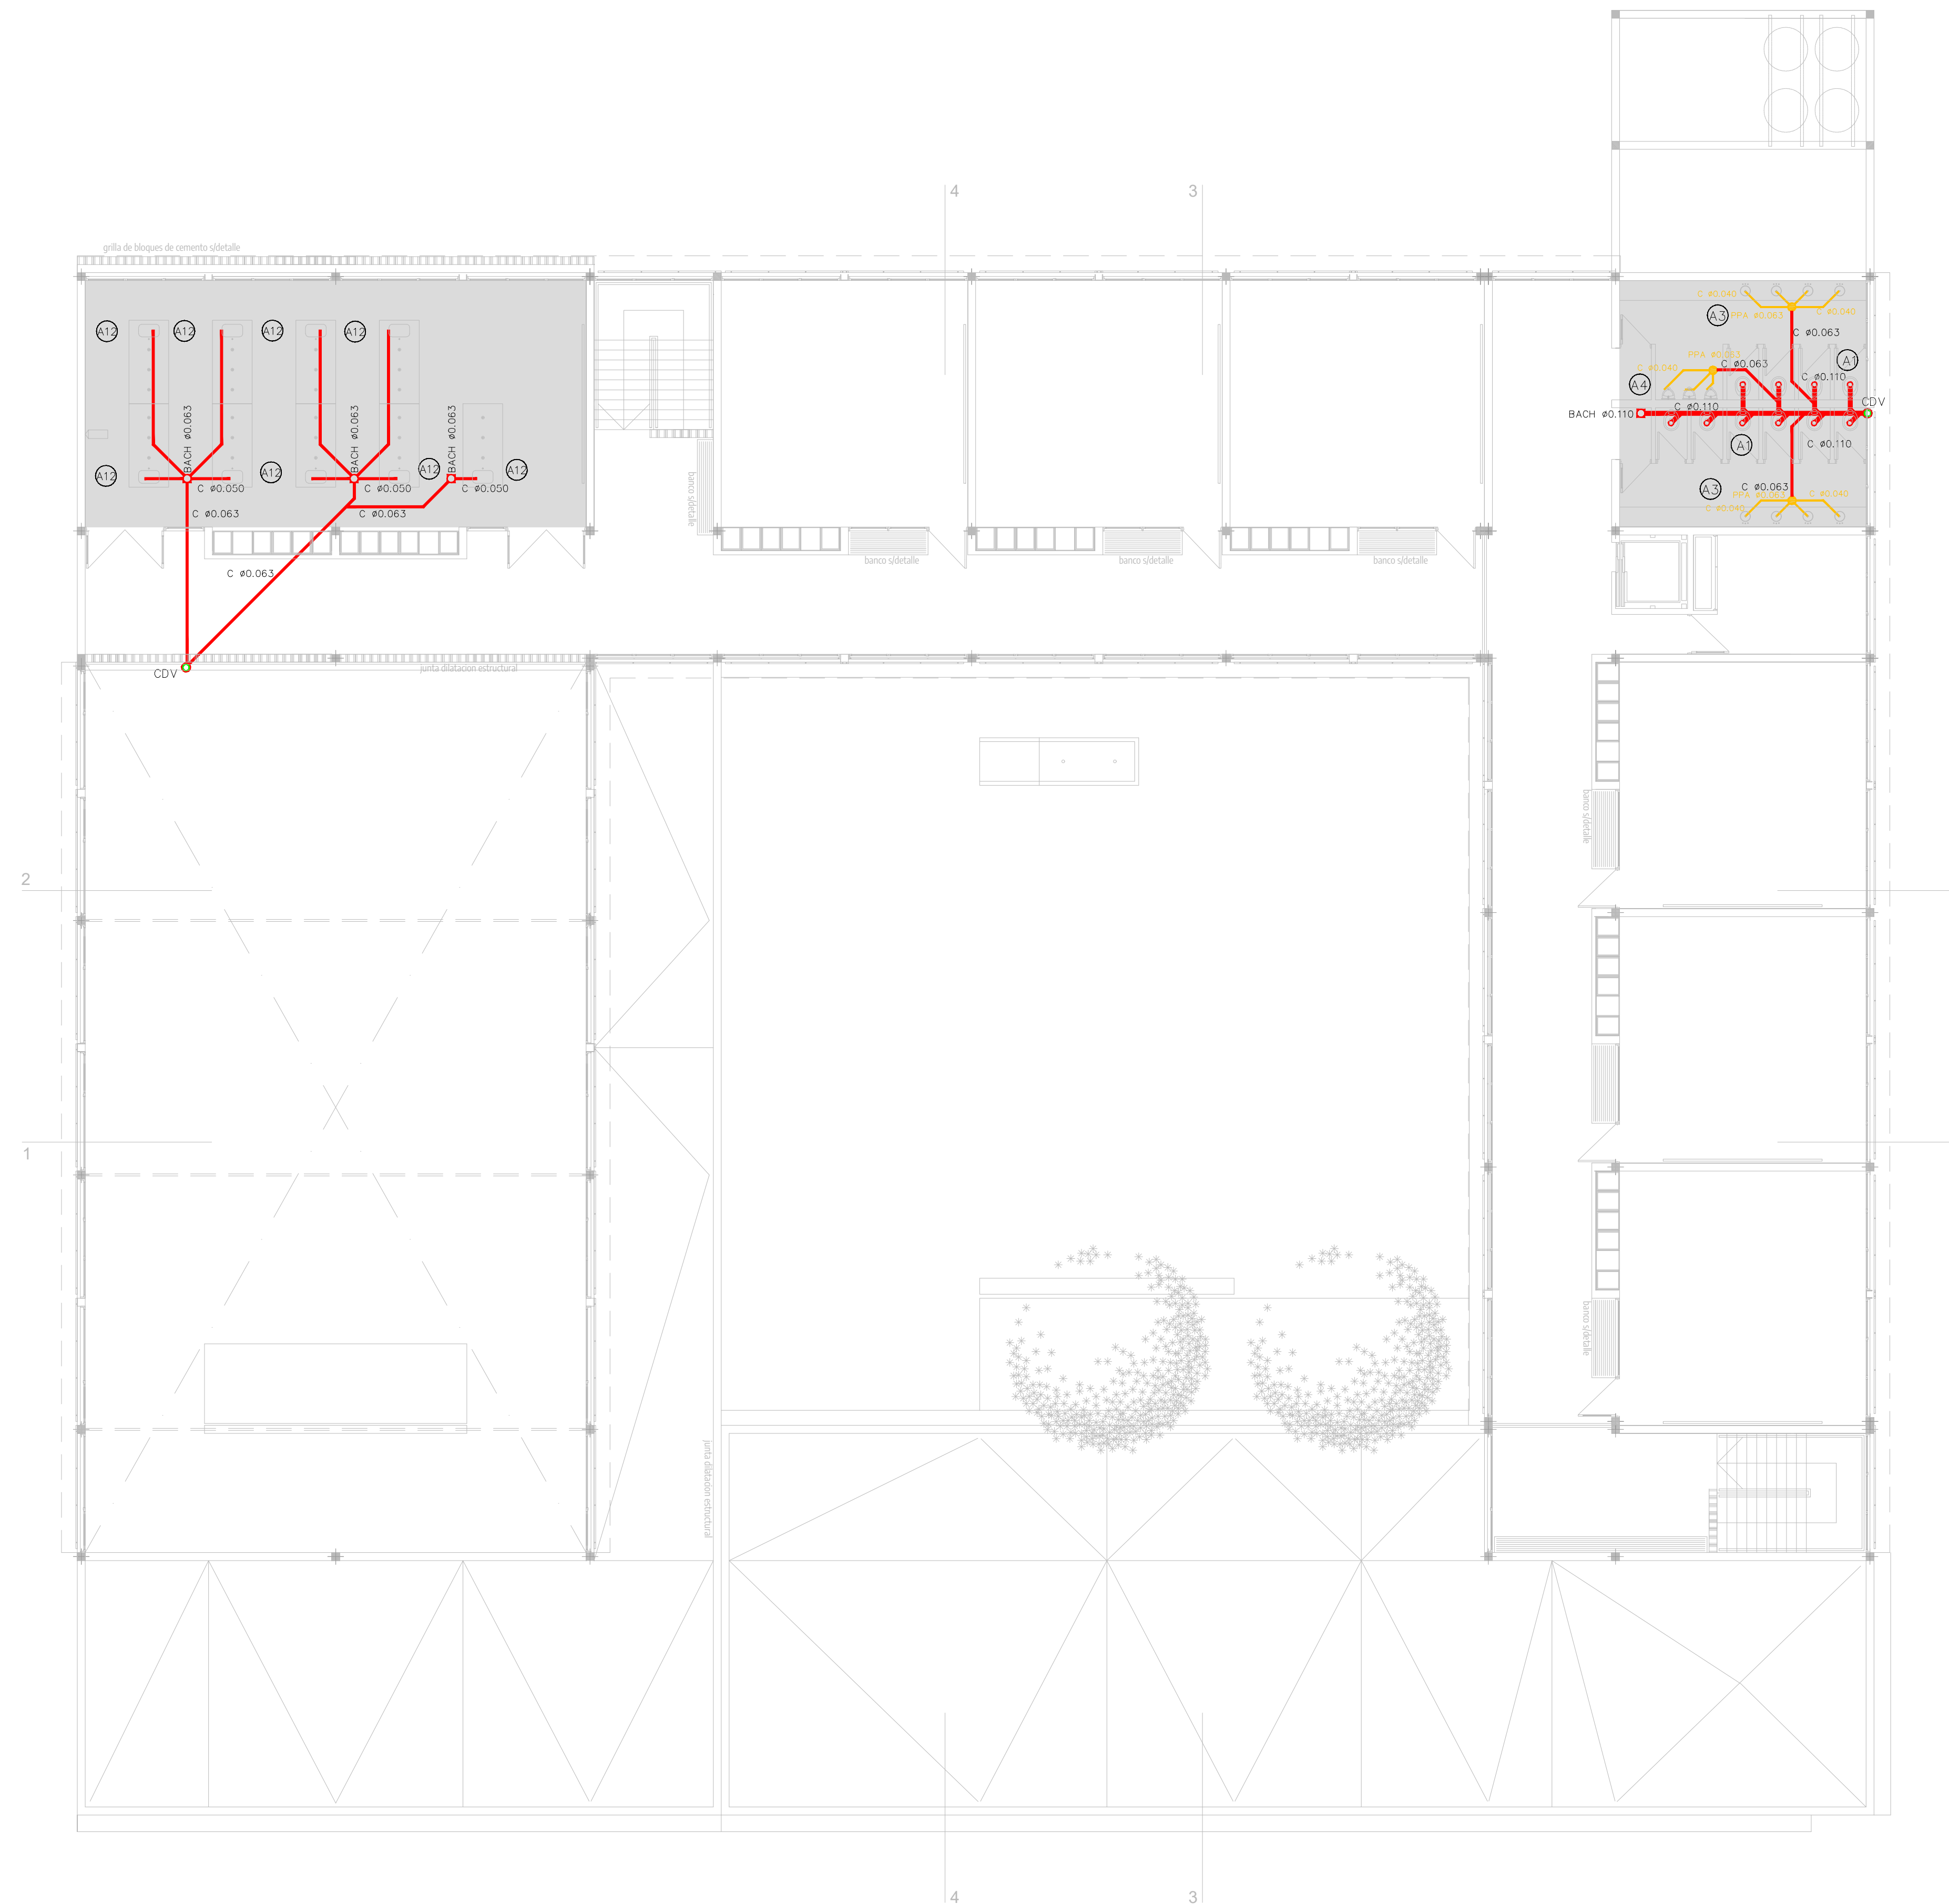 4
3
grilla de bloques de cemento s/detalle
C ø0.040
A3
PPA ø0.063
C ø0.040
C ø0.063
A12
A12
A12
A12
PPA ø0.063
C ø0.063
A1
C ø0.040
C ø0.110
A4
CDV
C ø0.110
BACH ø0.110
BACH ø0.063
BACH ø0.063
BACH ø0.063
A1
C ø0.110
A12
A12
A12
A12
C ø0.050
C ø0.050
C ø0.050
banco s/detalle
C ø0.063
A3
PPA ø0.063
C ø0.040
C ø0.040
C ø0.063
C ø0.063
banco s/detalle
banco s/detalle
banco s/detalle
C ø0.063
CDV
junta dilatacion estructural
banco s/detalle
2
1
banco s/detalle
junta dilatacion estructural
4
3